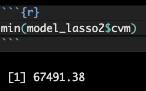 ```{r}
min(model_lasso2$cvm)
```
[1] 67491.38